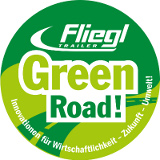 Fliegl
TRAILER
Green
Road!
Innovationen für Wirtschaftlichkeit - Zukunft - Umwelt!